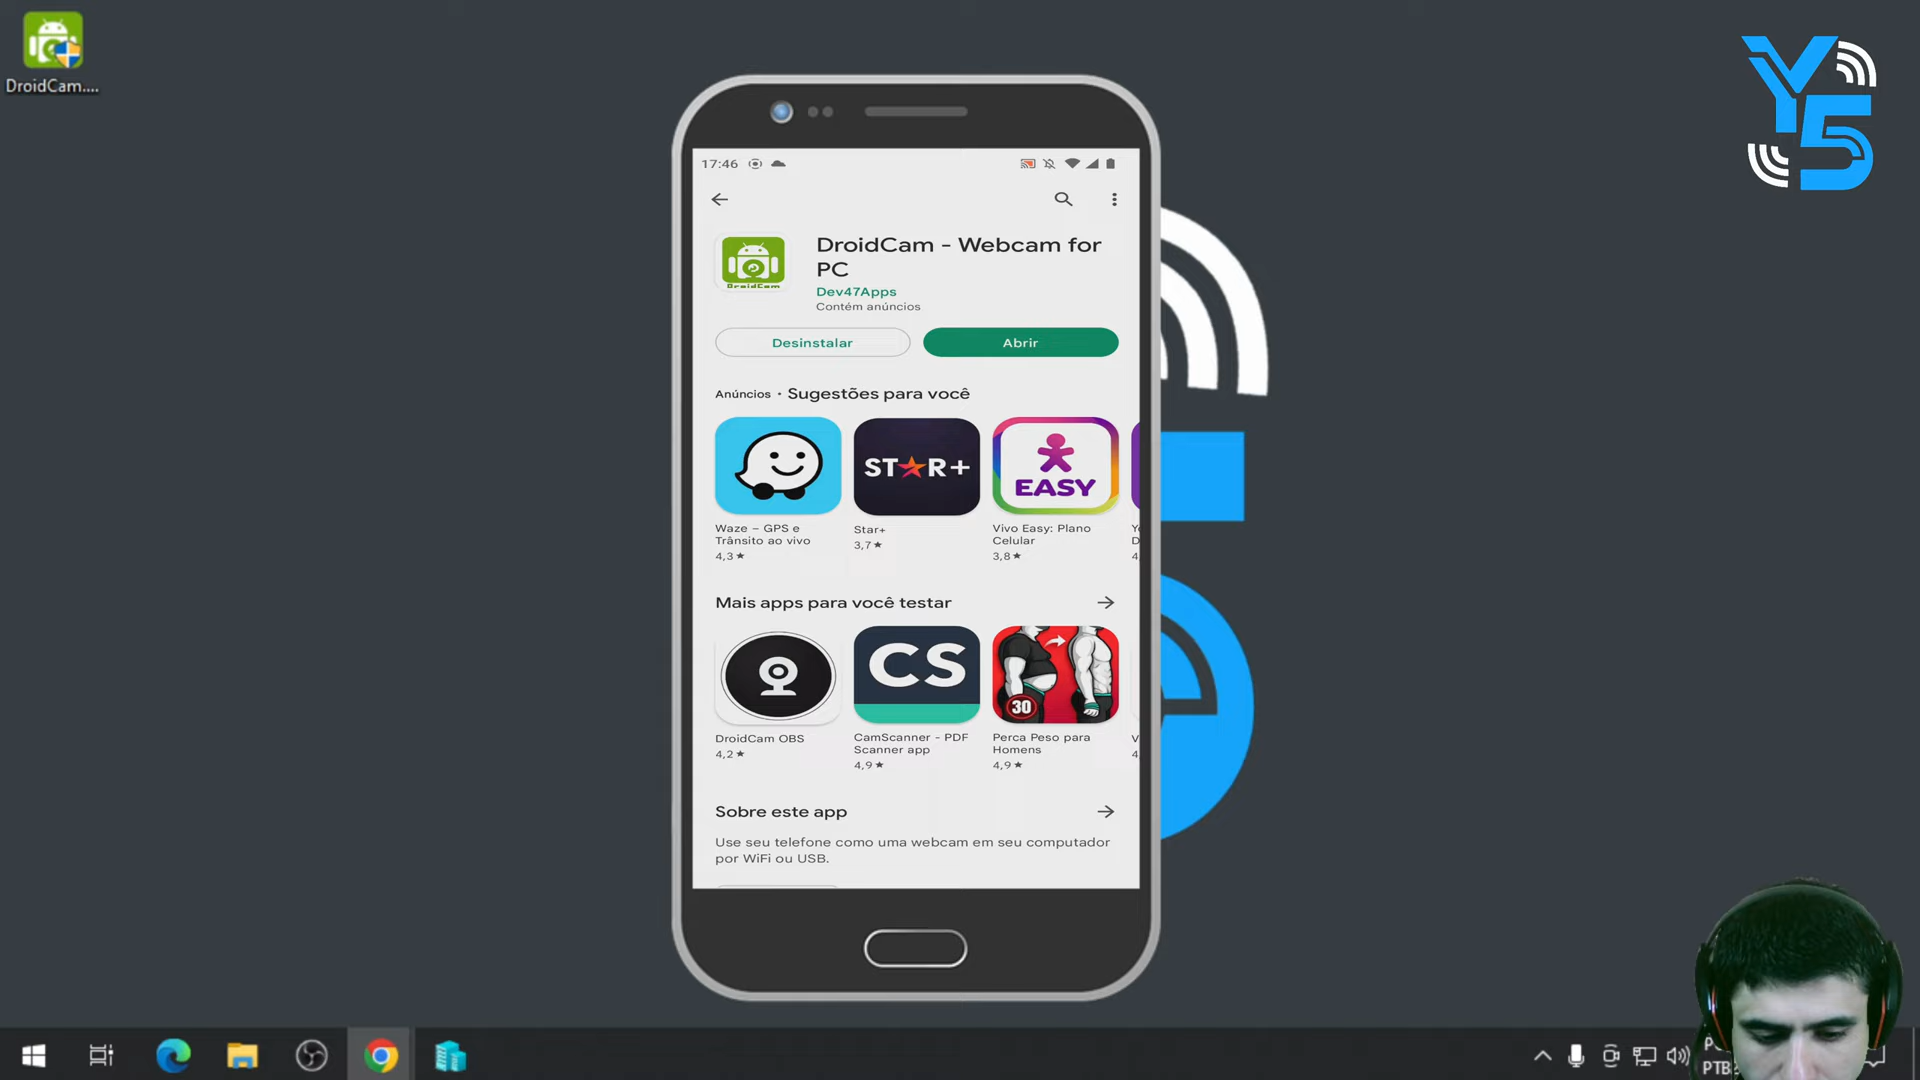 DroidCam....
Y5
17:46
DroidCam - Webcam for
PC
Dev47Apps
Contém anúncios
DroidCam
Desinstalar
Abrir
Anúncios • Sugestões para você
STAR+
EASY
Waze – GPS e
Trânsito ao vivo
4,3★
Star+
3,7★
Vivo Easy: Plano
Celular
3,8★
Mais apps para você testar
CS
30
DroidCam OBS
4,2★
CamScanner - PDF
Scanner app
4,9★
Perca Peso para
Homens
4,9★
Sobre este app
Use seu telefone como uma webcam em seu computador
por WiFi ou USB.